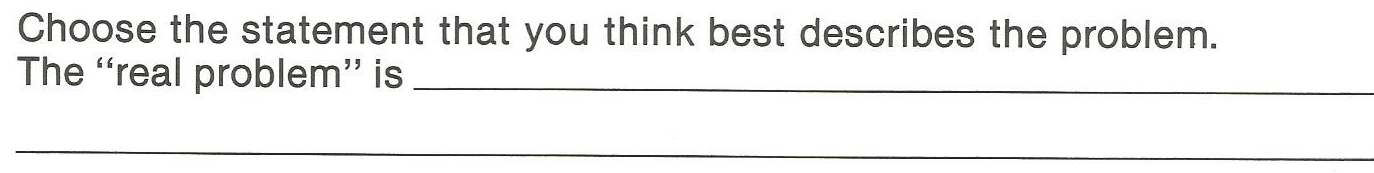 Choose the statement that you think best describes the problem.
The “real problem” is